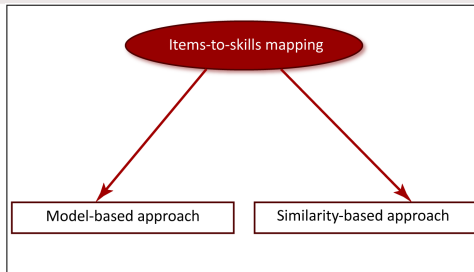 Items-to-skills mapping
Model-based approach
Similarity-based approach